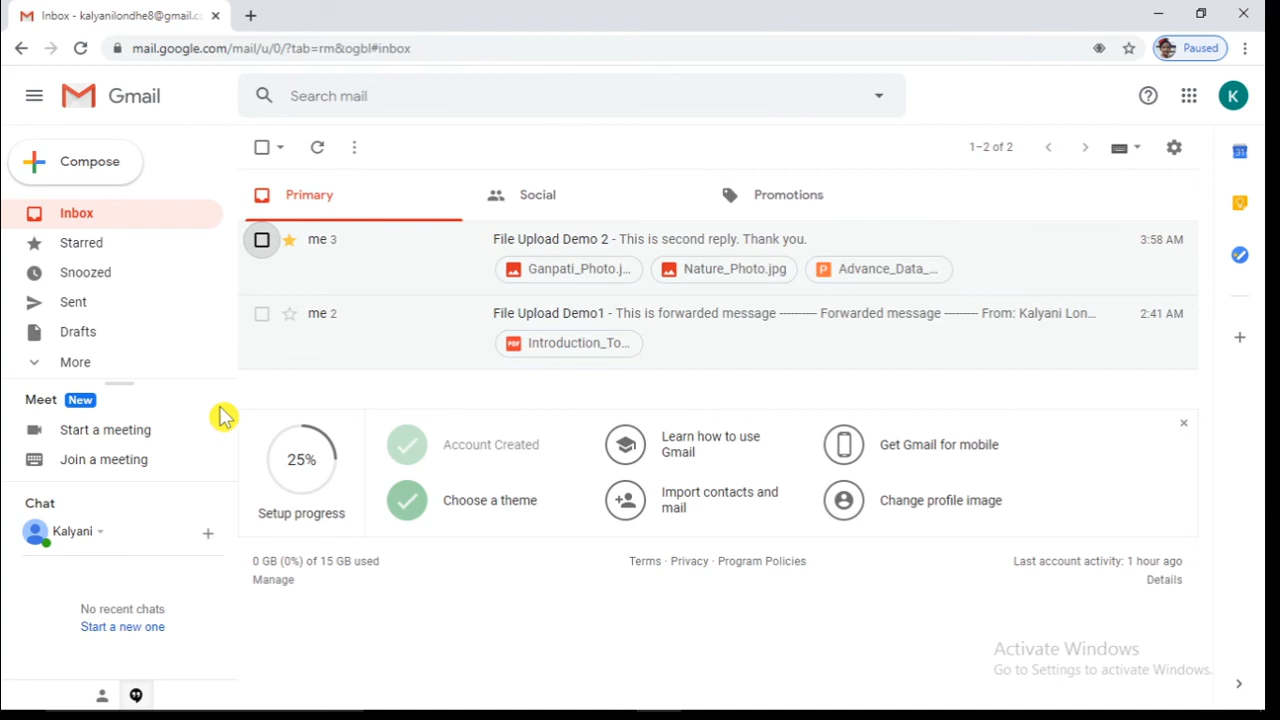 Inbox - kalyanilondhe8@gmail.co
mail.google.com/mail/u/0/?tab=rm&ogbl#inbox
Paused
Gmail
Search mail
K
Compose
1–2 of 2
31
Inbox
Primary
Social
Promotions
Starred
me 3
File Upload Demo 2 - This is second reply. Thank you.
3:58 AM
Snoozed
Ganpati_Photo.j...
Nature_Photo.jpg
P
Advance_Data_...
Sent
me 2
File Upload Demo1 - This is forwarded message ---------- Forwarded message --------- From: Kalyani Lon...
2:41 AM
Drafts
PDF
Introduction_To...
More
Meet New
Start a meeting
Join a meeting
25%
Setup progress
Account Created
Learn how to use
Gmail
Get Gmail for mobile
Choose a theme
Import contacts and
mail
Change profile image
Chat
Kalyani
0 GB (0%) of 15 GB used
Manage
Terms · Privacy · Program Policies
Last account activity: 1 hour ago
Details
No recent chats
Start a new one
Activate Windows
Go to Settings to activate Windows.